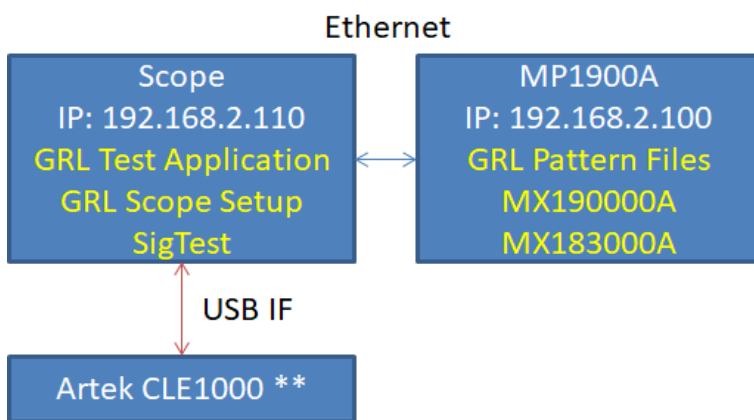 Ethernet
Scope
IP: 192.168.2.110
GRL Test Application
GRL Scope Setup
SigTest
MP1900A
IP: 192.168.2.100
GRL Pattern Files
MX190000A
MX183000A
USB IF
Artek CLE1000 **